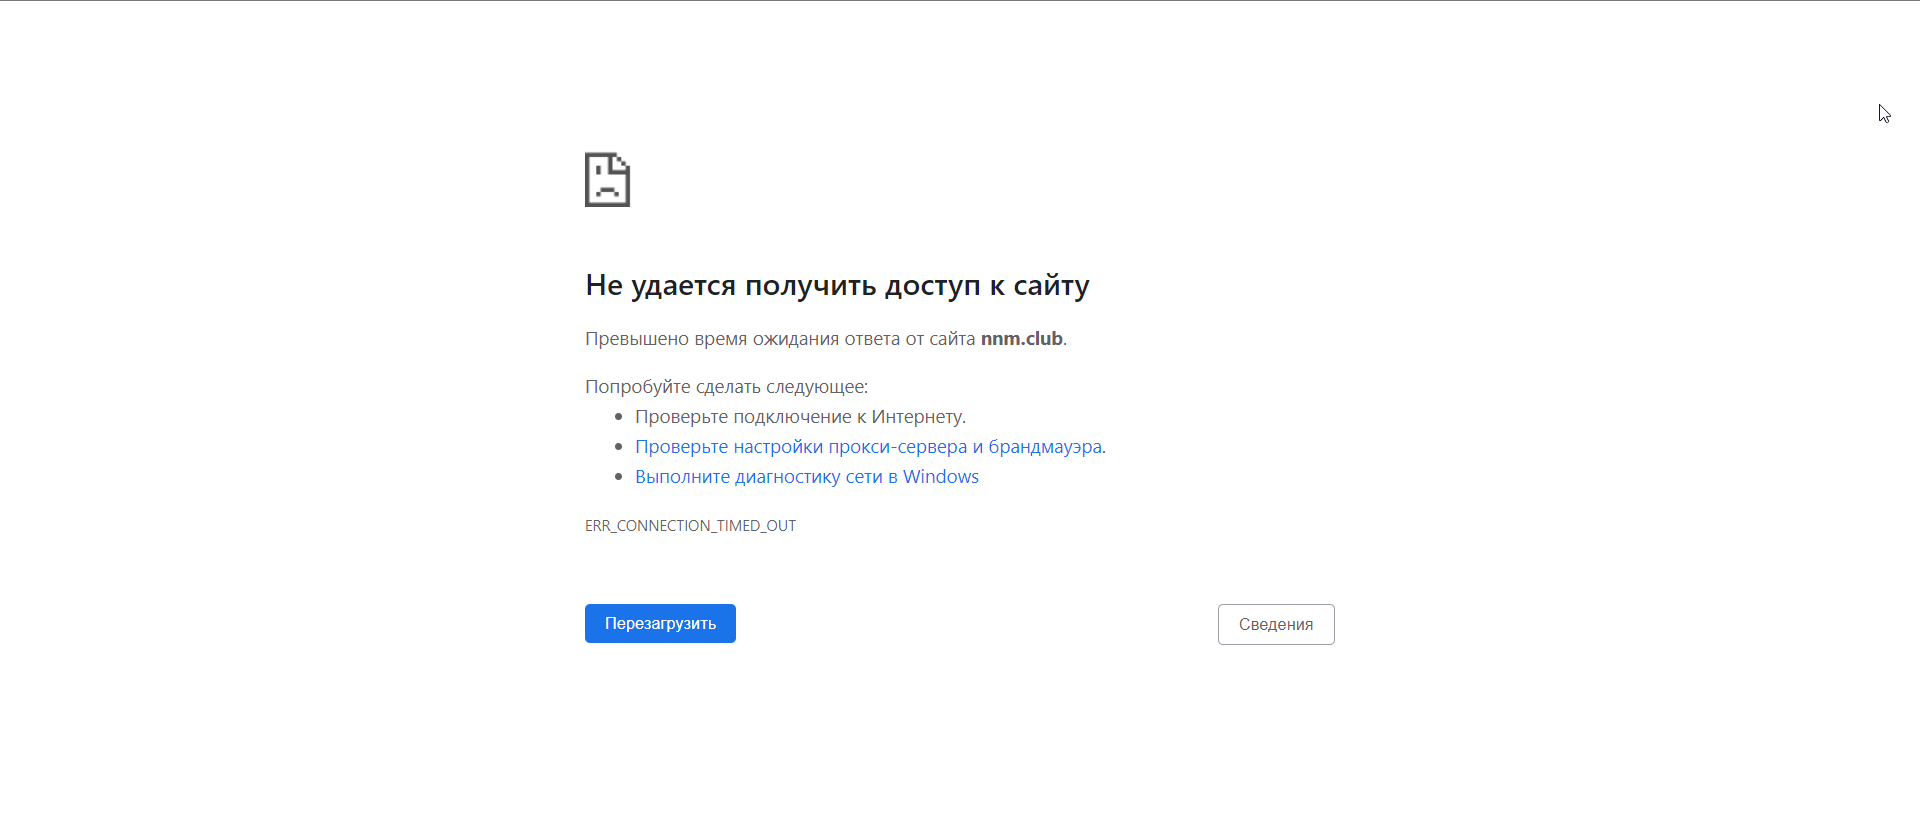 Не удается получить доступ к сайту
Превышено время ожидания ответа от сайта nnm.club.
Попробуйте сделать следующее:
Проверьте подключение к Интернету.
Проверьте настройки прокси-сервера и брандмауэра.
Выполните диагностику сети в Windows
ERR_CONNECTION_TIMED_OUT
Перезагрузить
Сведения